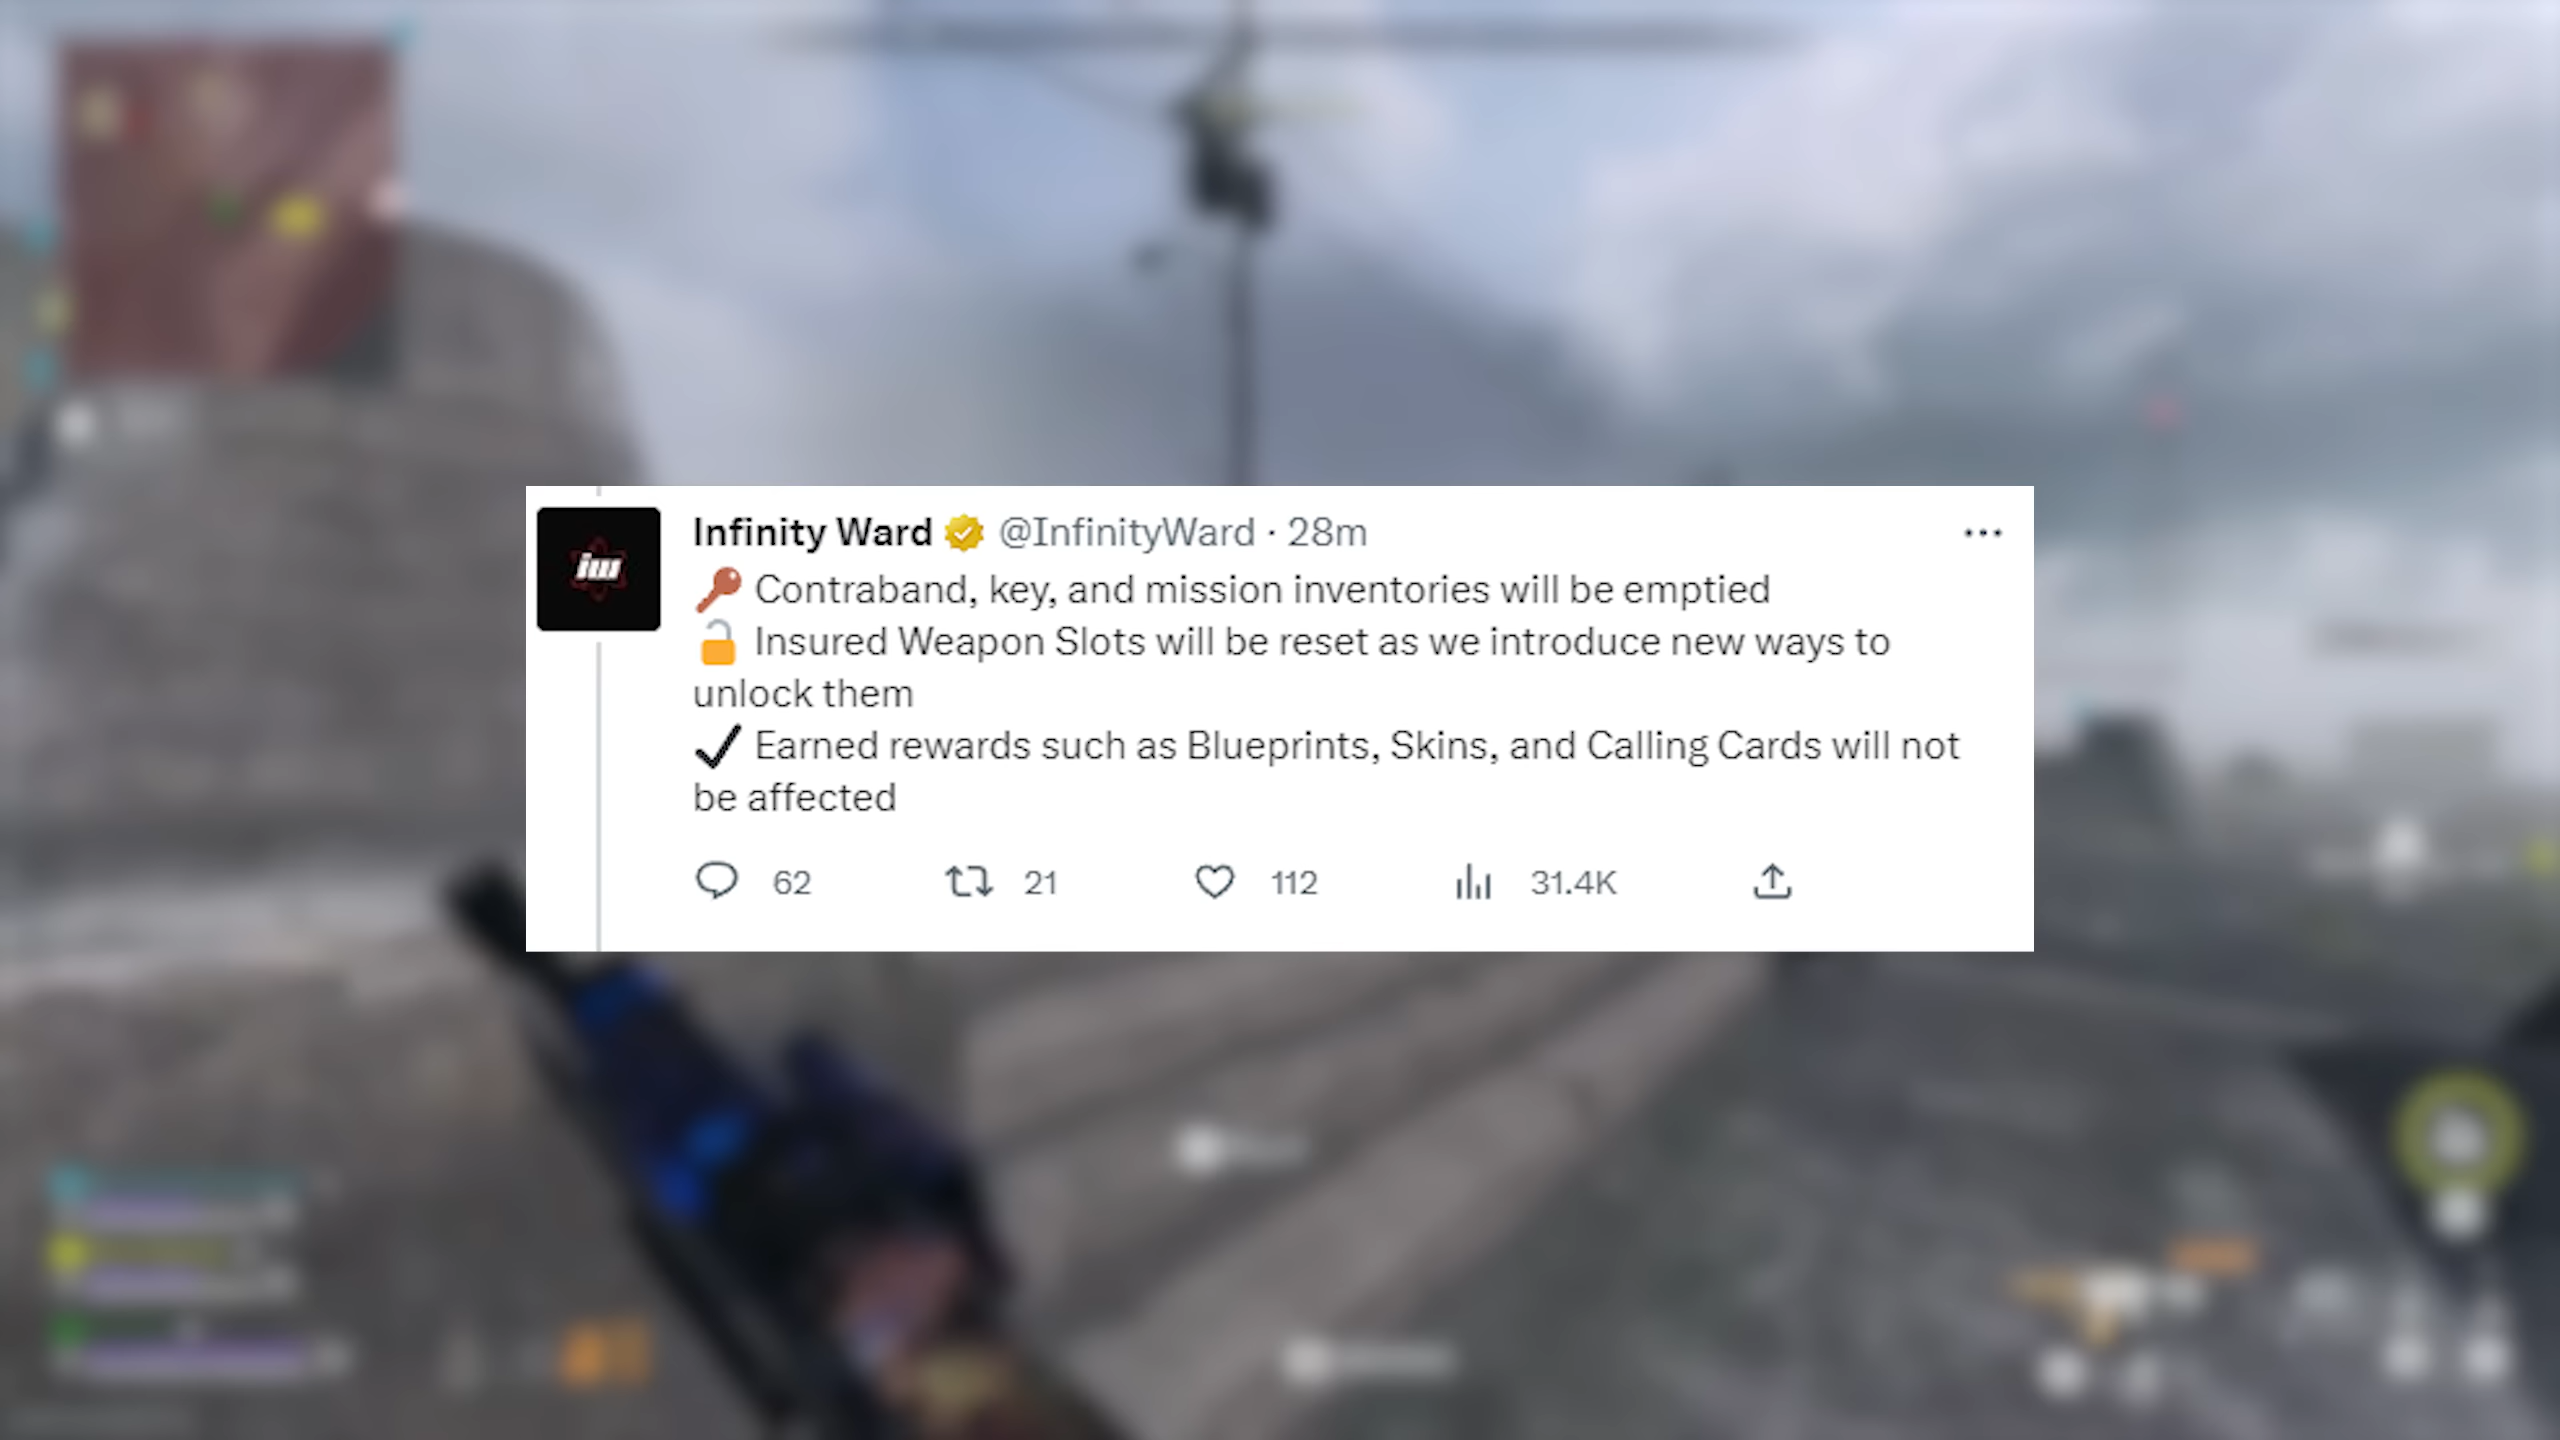 iw
Infinity Ward @InfinityWard · 28m
🔑 Contraband, key, and mission inventories will be emptied
🔓 Insured Weapon Slots will be reset as we introduce new ways to
unlock them
✔ Earned rewards such as Blueprints, Skins, and Calling Cards will not
be affected
62 21 112 31.4K